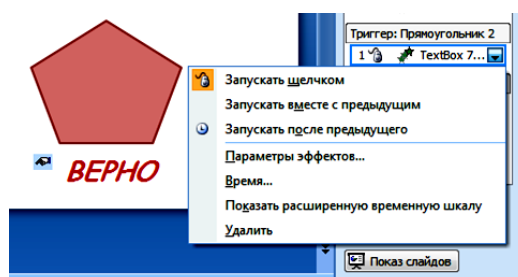 Триггер: Прямоугольник 2
1 TextBox 7...
Запускать щелчком
Запускать вместе с предыдущим
Запускать после предыдущего
Параметры эффектов...
Время...
Показать расширенную временную шкалу
Удалить
ВЕРНО
Показ слайдов